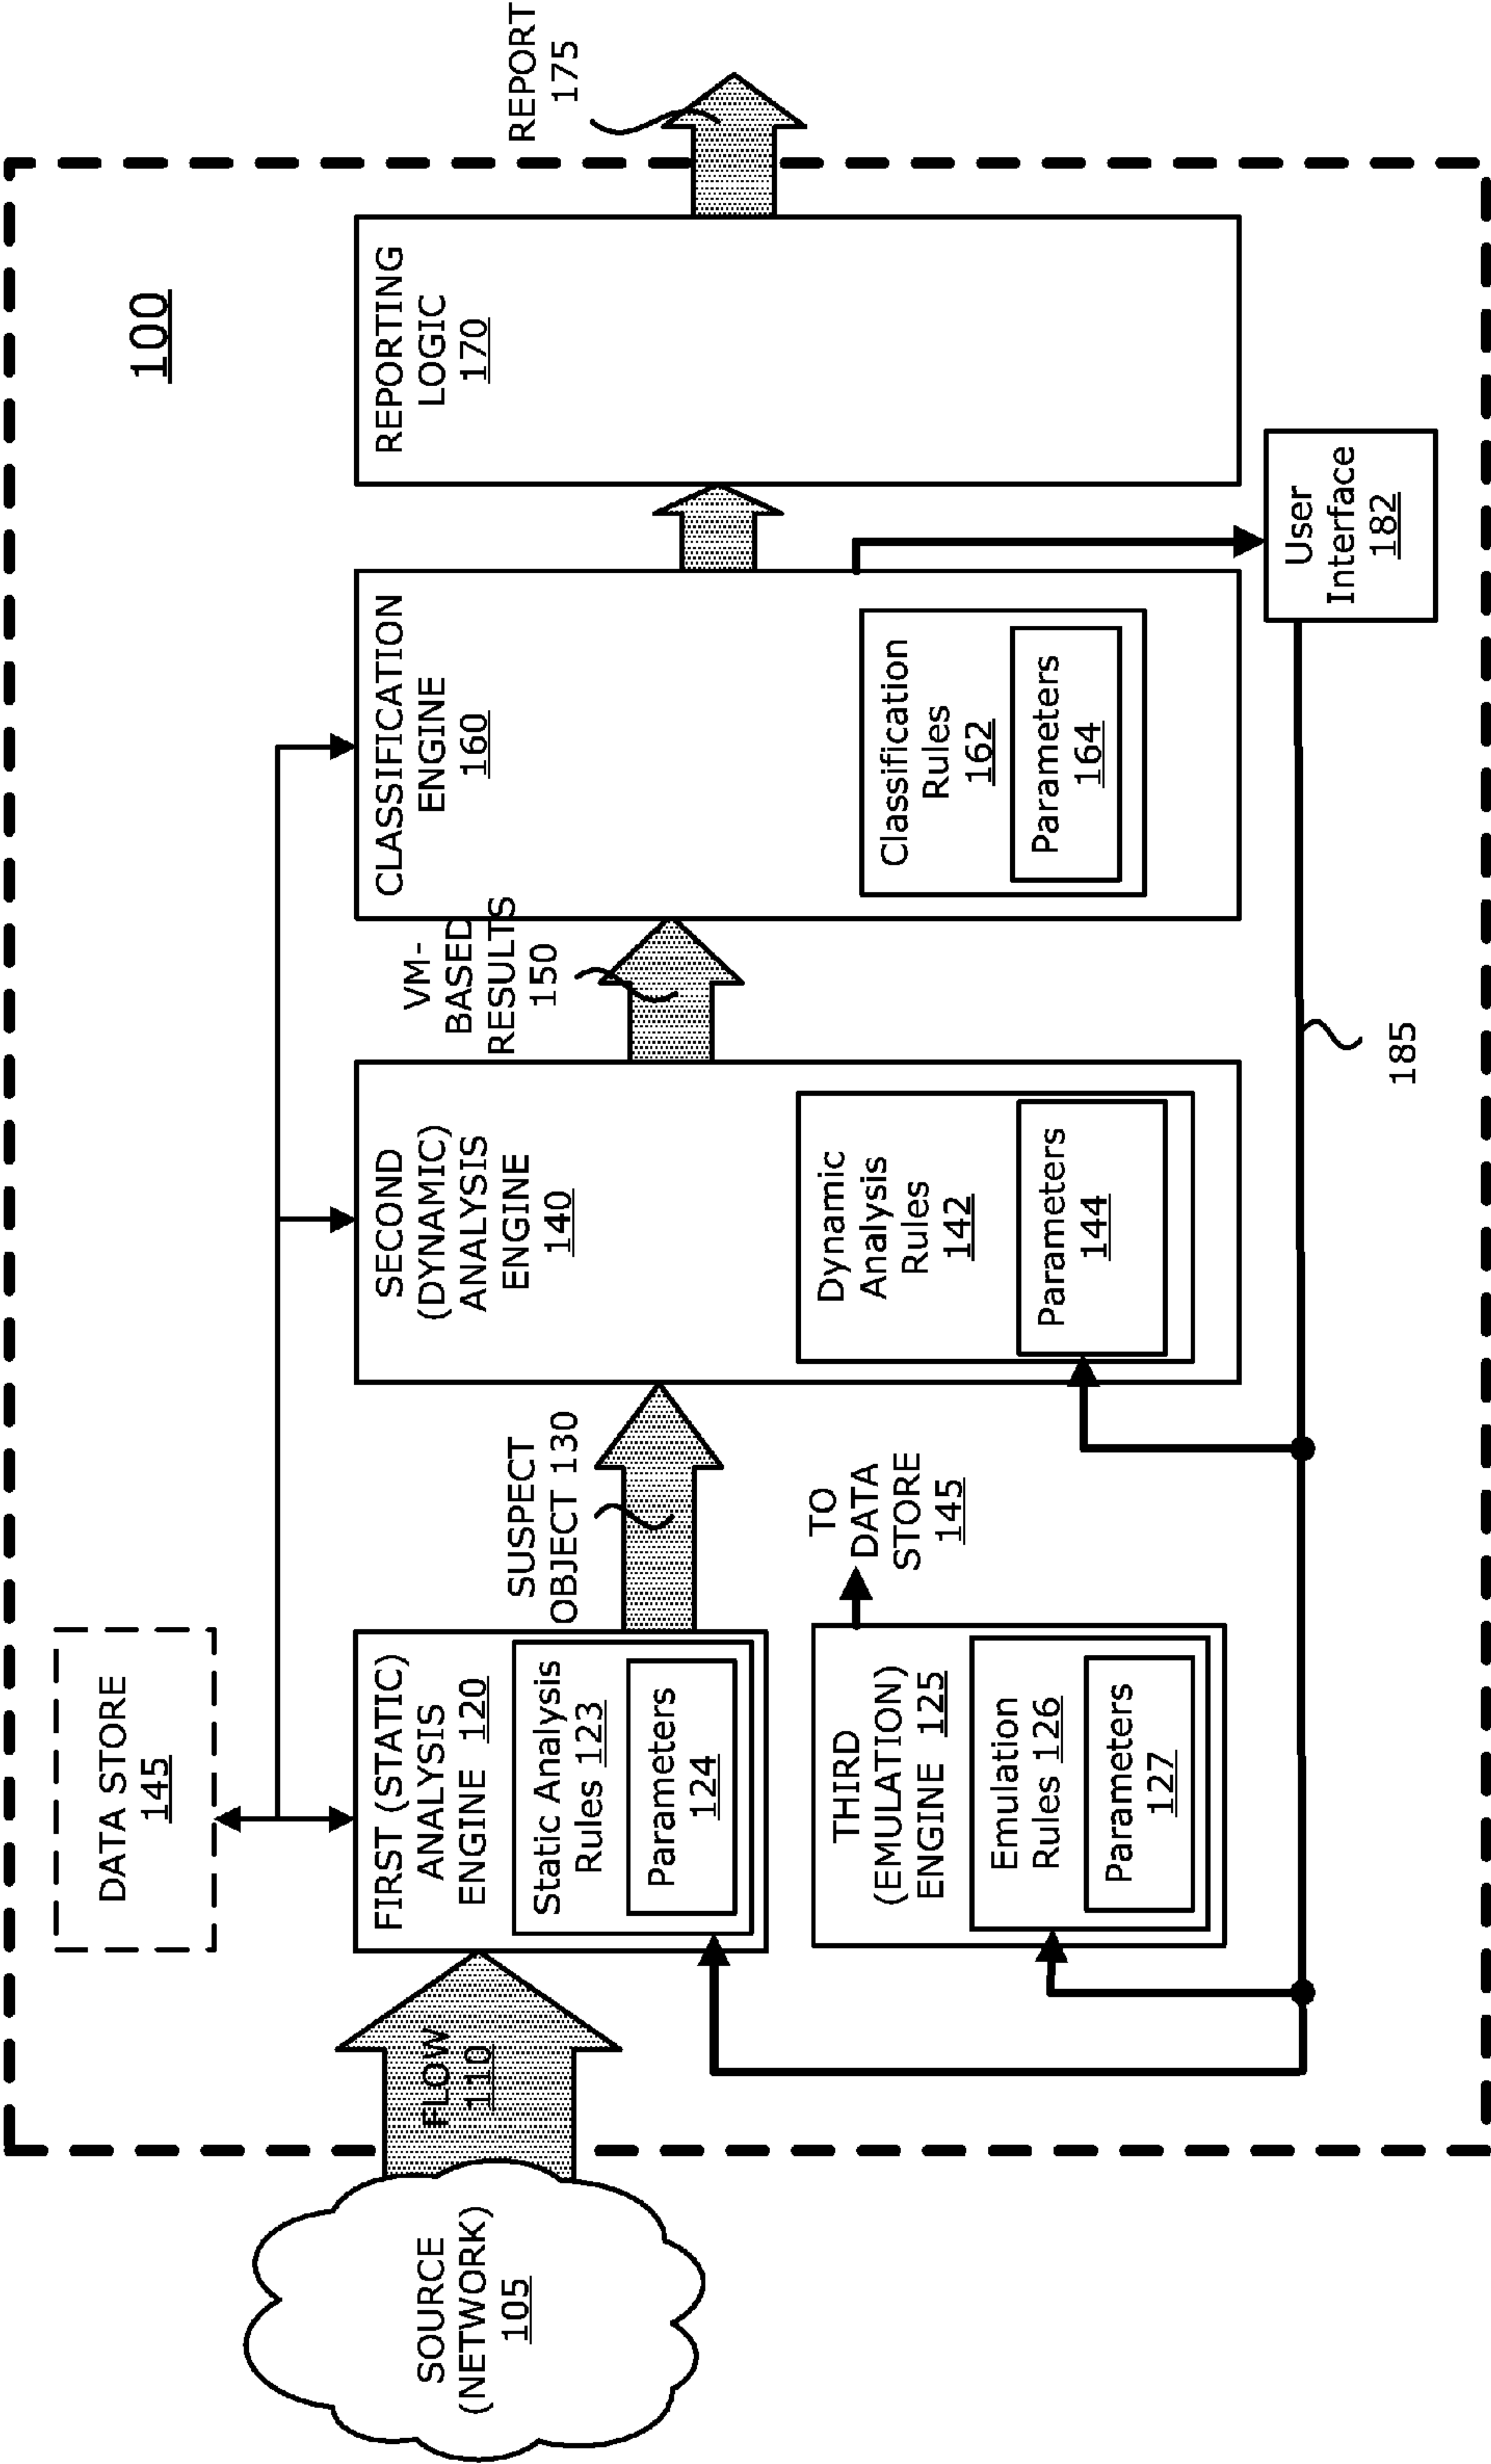 100
DATA STORE
145
SOURCE
(NETWORK)
105
FLOW
110
FIRST (STATIC)
ANALYSIS
ENGINE 120
Static Analysis
Rules 123
Parameters
124
SUSPECT
OBJECT 130
THIRD
(EMULATION)
ENGINE 125
Emulation
Rules 126
Parameters
127
TO
DATA
STORE
145
SECOND
(DYNAMIC)
ANALYSIS
ENGINE
140
Dynamic
Analysis
Rules
142
Parameters
144
VM-
BASED
RESULTS
150
CLASSIFICATION
ENGINE
160
Classification
Rules
162
Parameters
164
REPORTING
LOGIC
170
REPORT
175
User
Interface
182
185